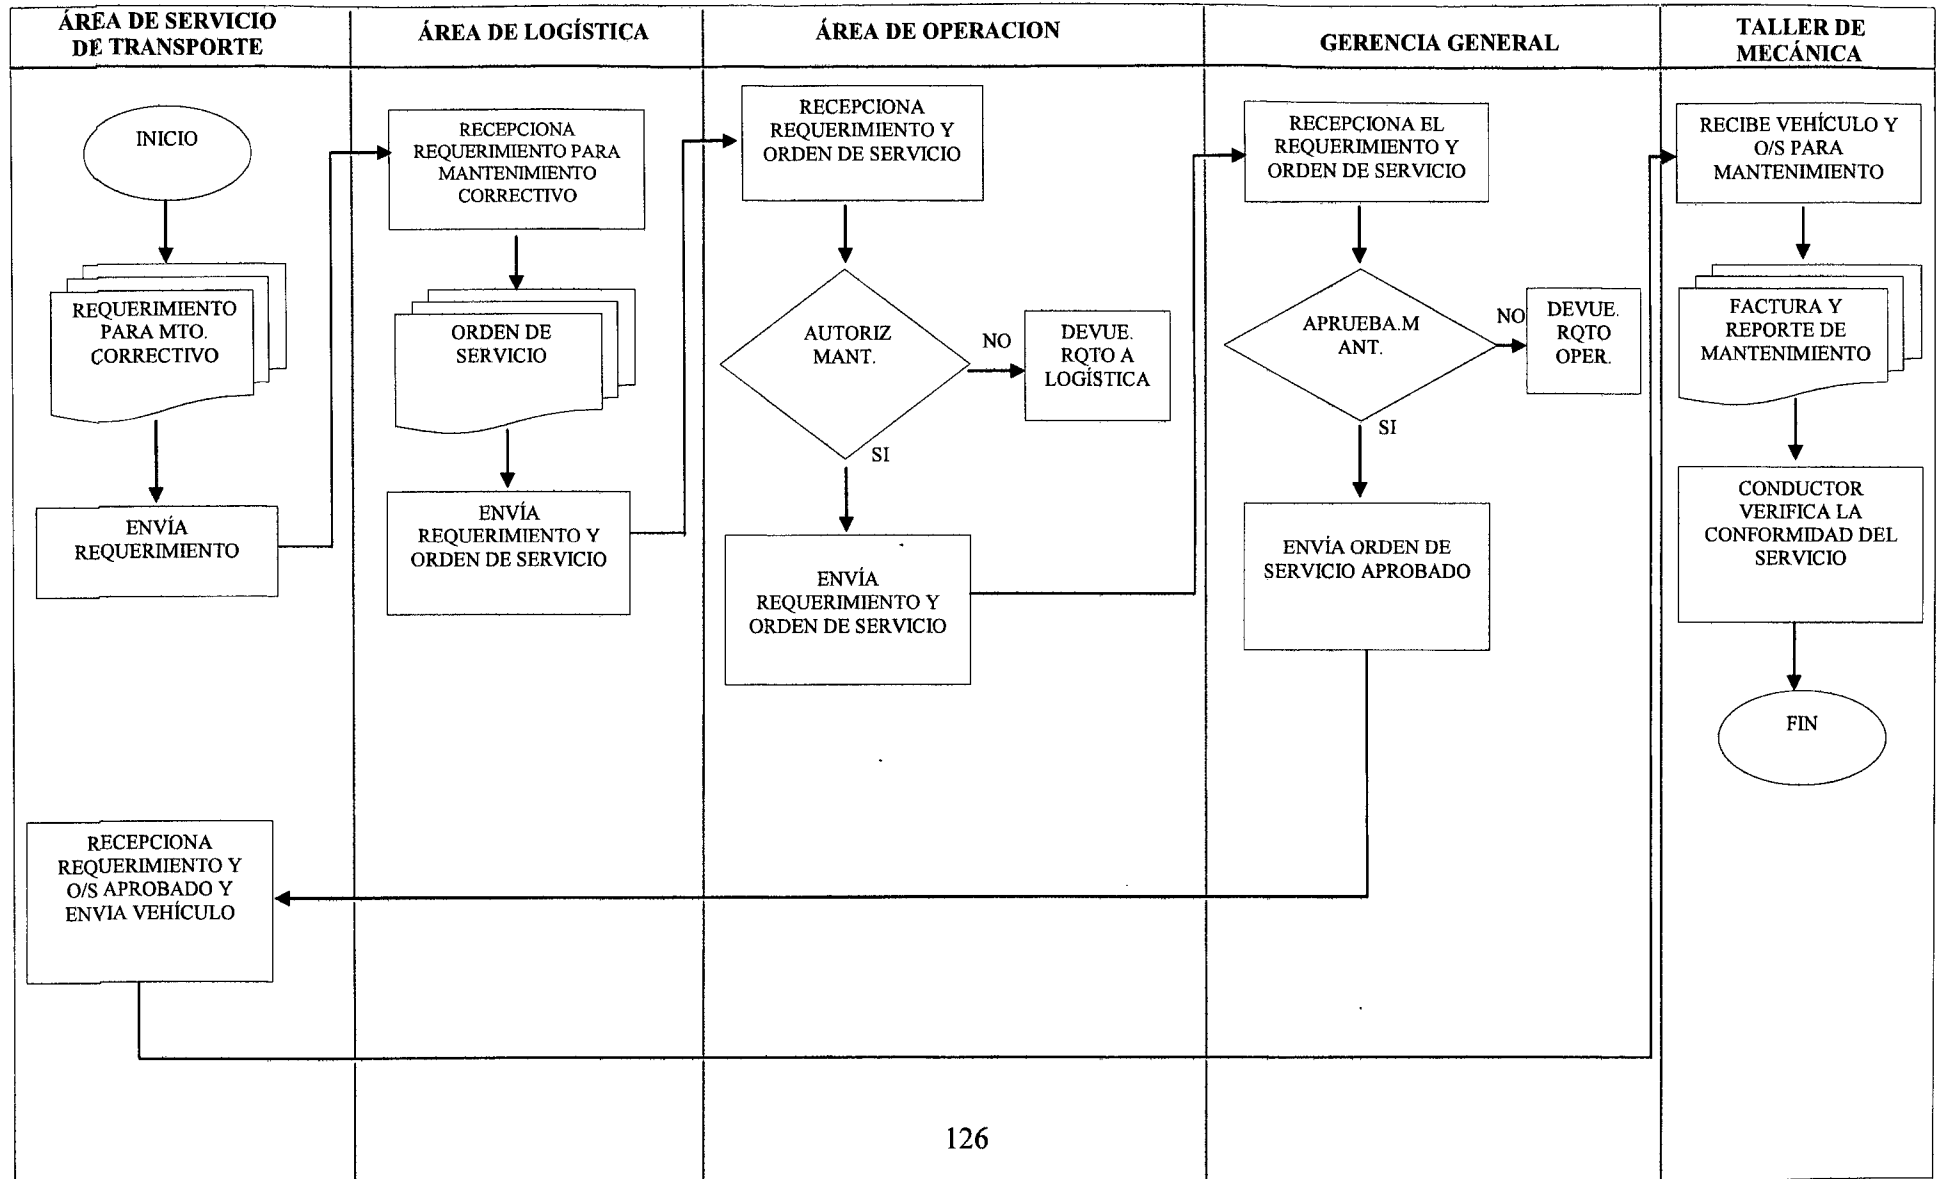 ÁREA DE SERVICIO
DE TRANSPORTE
ÁREA DE LOGÍSTICA
ÁREA DE OPERACION
GERENCIA GENERAL
TALLER DE
MECÁNICA
INICIO
REQUERIMIENTO
PARA MTO.
CORRECTIVO
ENVÍA
REQUERIMIENTO
RECEPCIONA
REQUERIMIENTO Y
O/S APROBADO Y
ENVIA VEHÍCULO
RECEPCIONA
REQUERIMIENTO PARA
MANTENIMIENTO
CORRECTIVO
ORDEN DE
SERVICIO
ENVÍA
REQUERIMIENTO Y
ORDEN DE SERVICIO
RECEPCIONA
REQUERIMIENTO Y
ORDEN DE SERVICIO
AUTORIZ
MANT.
NO
DEVUE.
RQTO A
LOGÍSTICA
SI
ENVÍA
REQUERIMIENTO Y
ORDEN DE SERVICIO
RECEPCIONA EL
REQUERIMIENTO Y
ORDEN DE SERVICIO
APRUEBA.M
ANT.
NO
DEVUE.
RQTO
OPER.
SI
ENVÍA ORDEN DE
SERVICIO APROBADO
RECIBE VEHÍCULO Y
O/S PARA
MANTENIMIENTO
FACTURA Y
REPORTE DE
MANTENIMIENTO
CONDUCTOR
VERIFICA LA
CONFORMIDAD DEL
SERVICIO
FIN
126